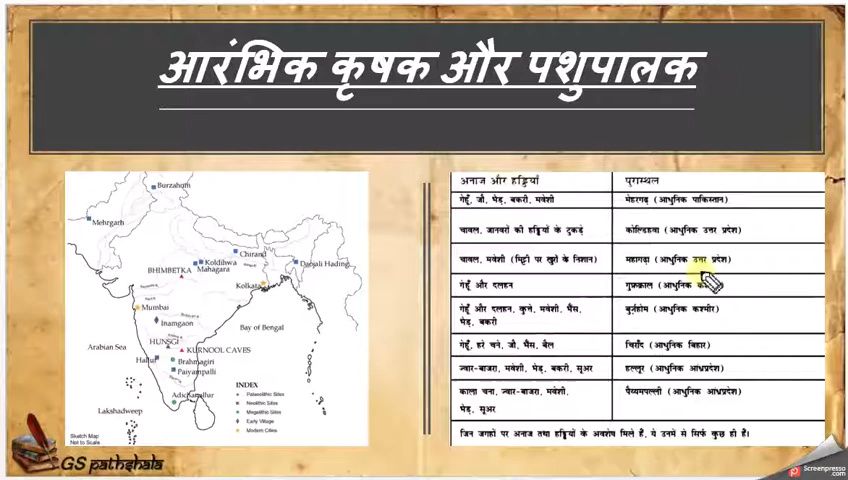 आरंभिक कृषक और पशुपालक
Burzahom
Mehrgarh
Chirand
Koldihwa
Mahagara
Daojali Hading
BHIMBETKA
Kolkata
Mumbai
Inamgaon
Bay of Bengal
HUNSGI
Arabian Sea
KURNOOL CAVES
Hallur
Brahmagiri
Paiyampalli
Adichanallur
Lakshadweep
INDEX
Palaeolithic Sites
Neolithic Sites
Megalithic Sites
Early Village
Modern Cities
Sketch Map
Not to Scale
अनाज और हड्डियाँ पुरास्थल
गेहूँ, जौ, भेड़, बकरी, मवेशी मेहरगढ़ (आधुनिक पाकिस्तान)
चावल, जानवरों की हड्डियों के टुकड़े कोल्डिहवा (आधुनिक उत्तर प्रदेश)
चावल, मवेशी (मिट्टी पर खुरों के निशान) महागढ़ा (आधुनिक उत्तर प्रदेश)
गेहूँ और दलहन गुफ़क्राल (आधुनिक
गेहूँ और दलहन, कुत्ते, मवेशी, भैंस, बुर्ज़होम (आधुनिक कश्मीर)
भेड़, बकरी
गेहूँ, हरे चने, जौ, भैंस, बैल चिराँद (आधुनिक बिहार)
ज्वार-बाजरा, मवेशी, भेड़, बकरी, सूअर हल्लूर (आधुनिक आंध्रप्रदेश)
काला चना, ज्वार-बाजरा, मवेशी, पैय्यमपल्ली (आधुनिक आंध्रप्रदेश)
भेड़, सूअर
जिन जगहों पर अनाज तथा हड्डियों के अवशेष मिले हैं, ये उनमें से सिर्फ कुछ ही हैं।
GS pathshala
Screenpresso